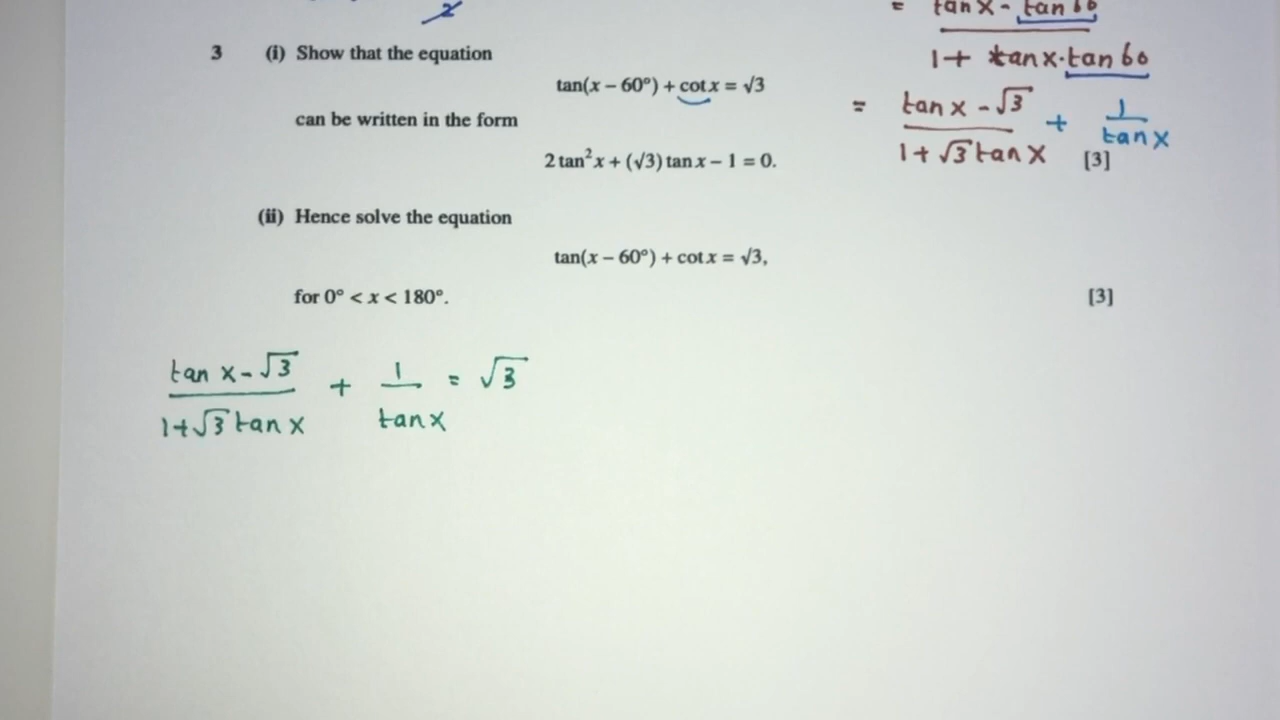 = tan x - tan 60
1 + tan x · tan 60
= tan x - √3 / 1 + √3 tan x + 1 / tan x
3 (i) Show that the equation
tan(x – 60°) + cot x = √3
can be written in the form
2 tan² x + (√3) tan x – 1 = 0. [3]
(ii) Hence solve the equation
tan(x – 60°) + cot x = √3,
for 0° < x < 180°. [3]
tan x - √3 / 1 + √3 tan x + 1 / tan x = √3